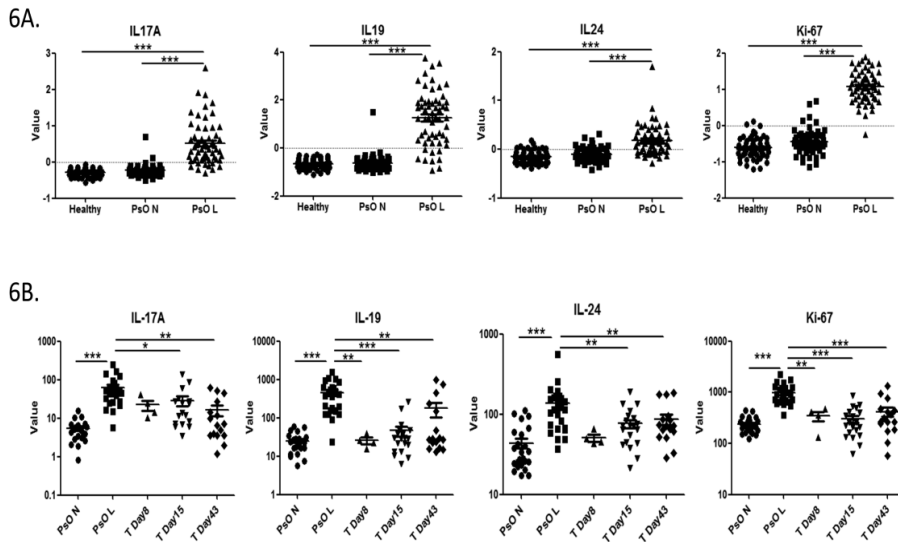 6A.
IL17A
***
***
Value
3
2
1
0
-1
Healthy PsO N PsO L
IL19
***
***
Value
4
2
0
-2
Healthy PsO N PsO L
IL24
***
***
Value
2
1
0
-1
Healthy PsO N PsO L
Ki-67
***
***
Value
2
1
0
-1
-2
Healthy PsO N PsO L
6B.
IL-17A
**
*
***
Value
1000
100
10
1
0.1
PsO N PsO L T Day8 T Day15 T Day43
IL-19
**
***
*** **
Value
10000
1000
100
10
1
PsO N PsO L T Day8 T Day15 T Day43
IL-24
*** **
**
Value
1000
100
10
PsO N PsO L T Day8 T Day15 T Day43
Ki-67
***
***
*** **
Value
10000
1000
100
10
PsO N PsO L T Day8 T Day15 T Day43